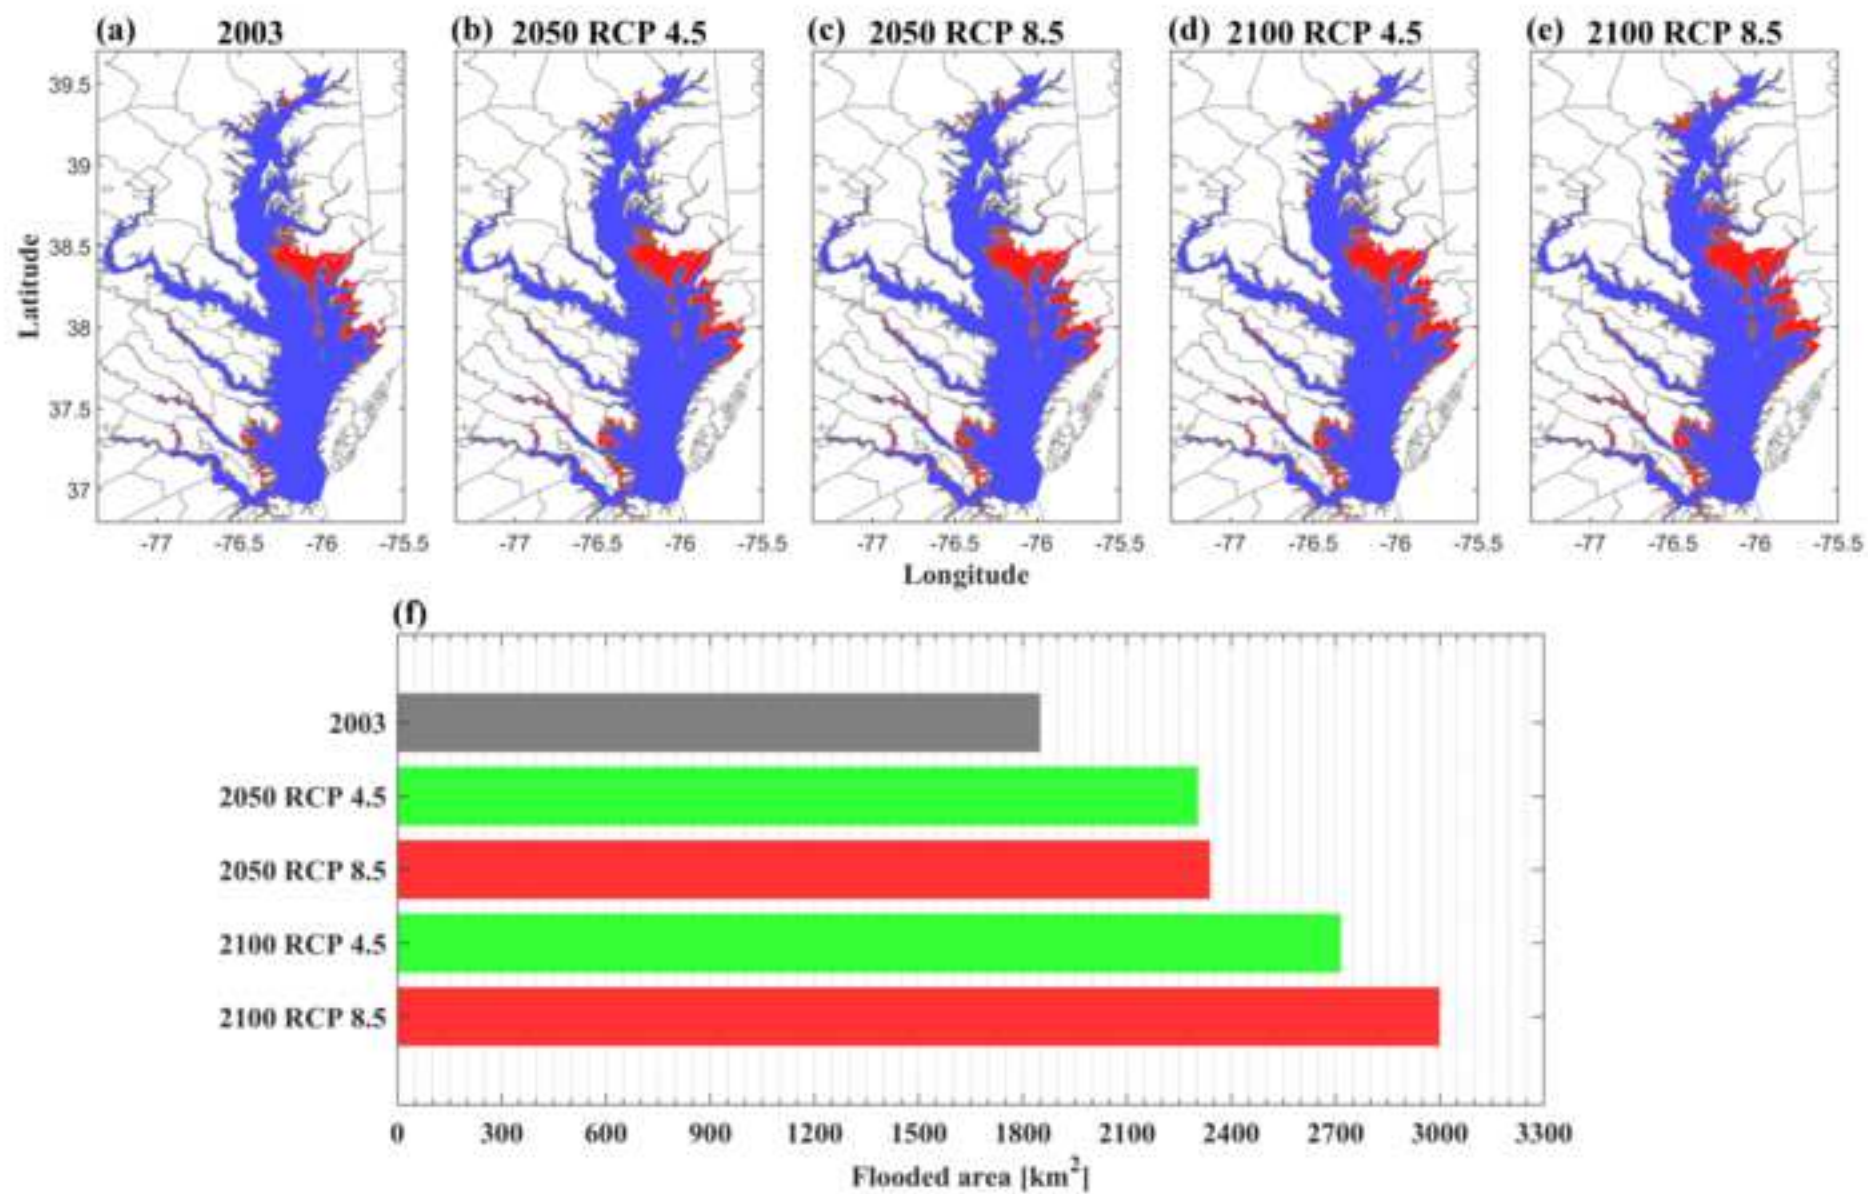 (a) 2003
(b) 2050 RCP 4.5
(c) 2050 RCP 8.5
(d) 2100 RCP 4.5
(e) 2100 RCP 8.5
Latitude
39.5
39
38.5
38
37.5
37
-77 -76.5 -76 -75.5
-77 -76.5 -76 -75.5
-77 -76.5 -76 -75.5
-77 -76.5 -76 -75.5
-77 -76.5 -76 -75.5
Longitude
(f)
2003
2050 RCP 4.5
2050 RCP 8.5
2100 RCP 4.5
2100 RCP 8.5
0 300 600 900 1200 1500 1800 2100 2400 2700 3000 3300
Flooded area [km²]